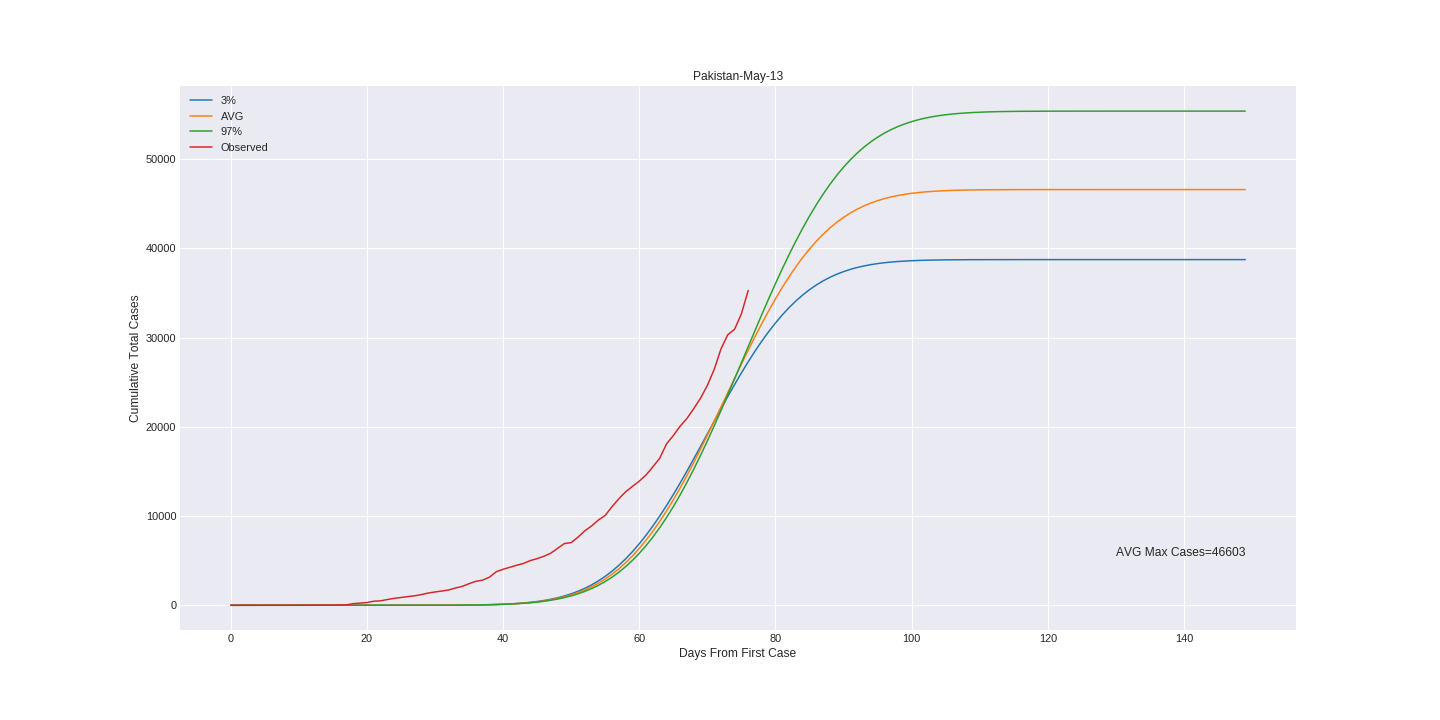 Pakistan-May-13
3%
AVG
97%
Observed
50000
40000
30000
20000
10000
0
Cumulative Total Cases
AVG Max Cases=46603
0 20 40 60 80 100 120 140
Days From First Case